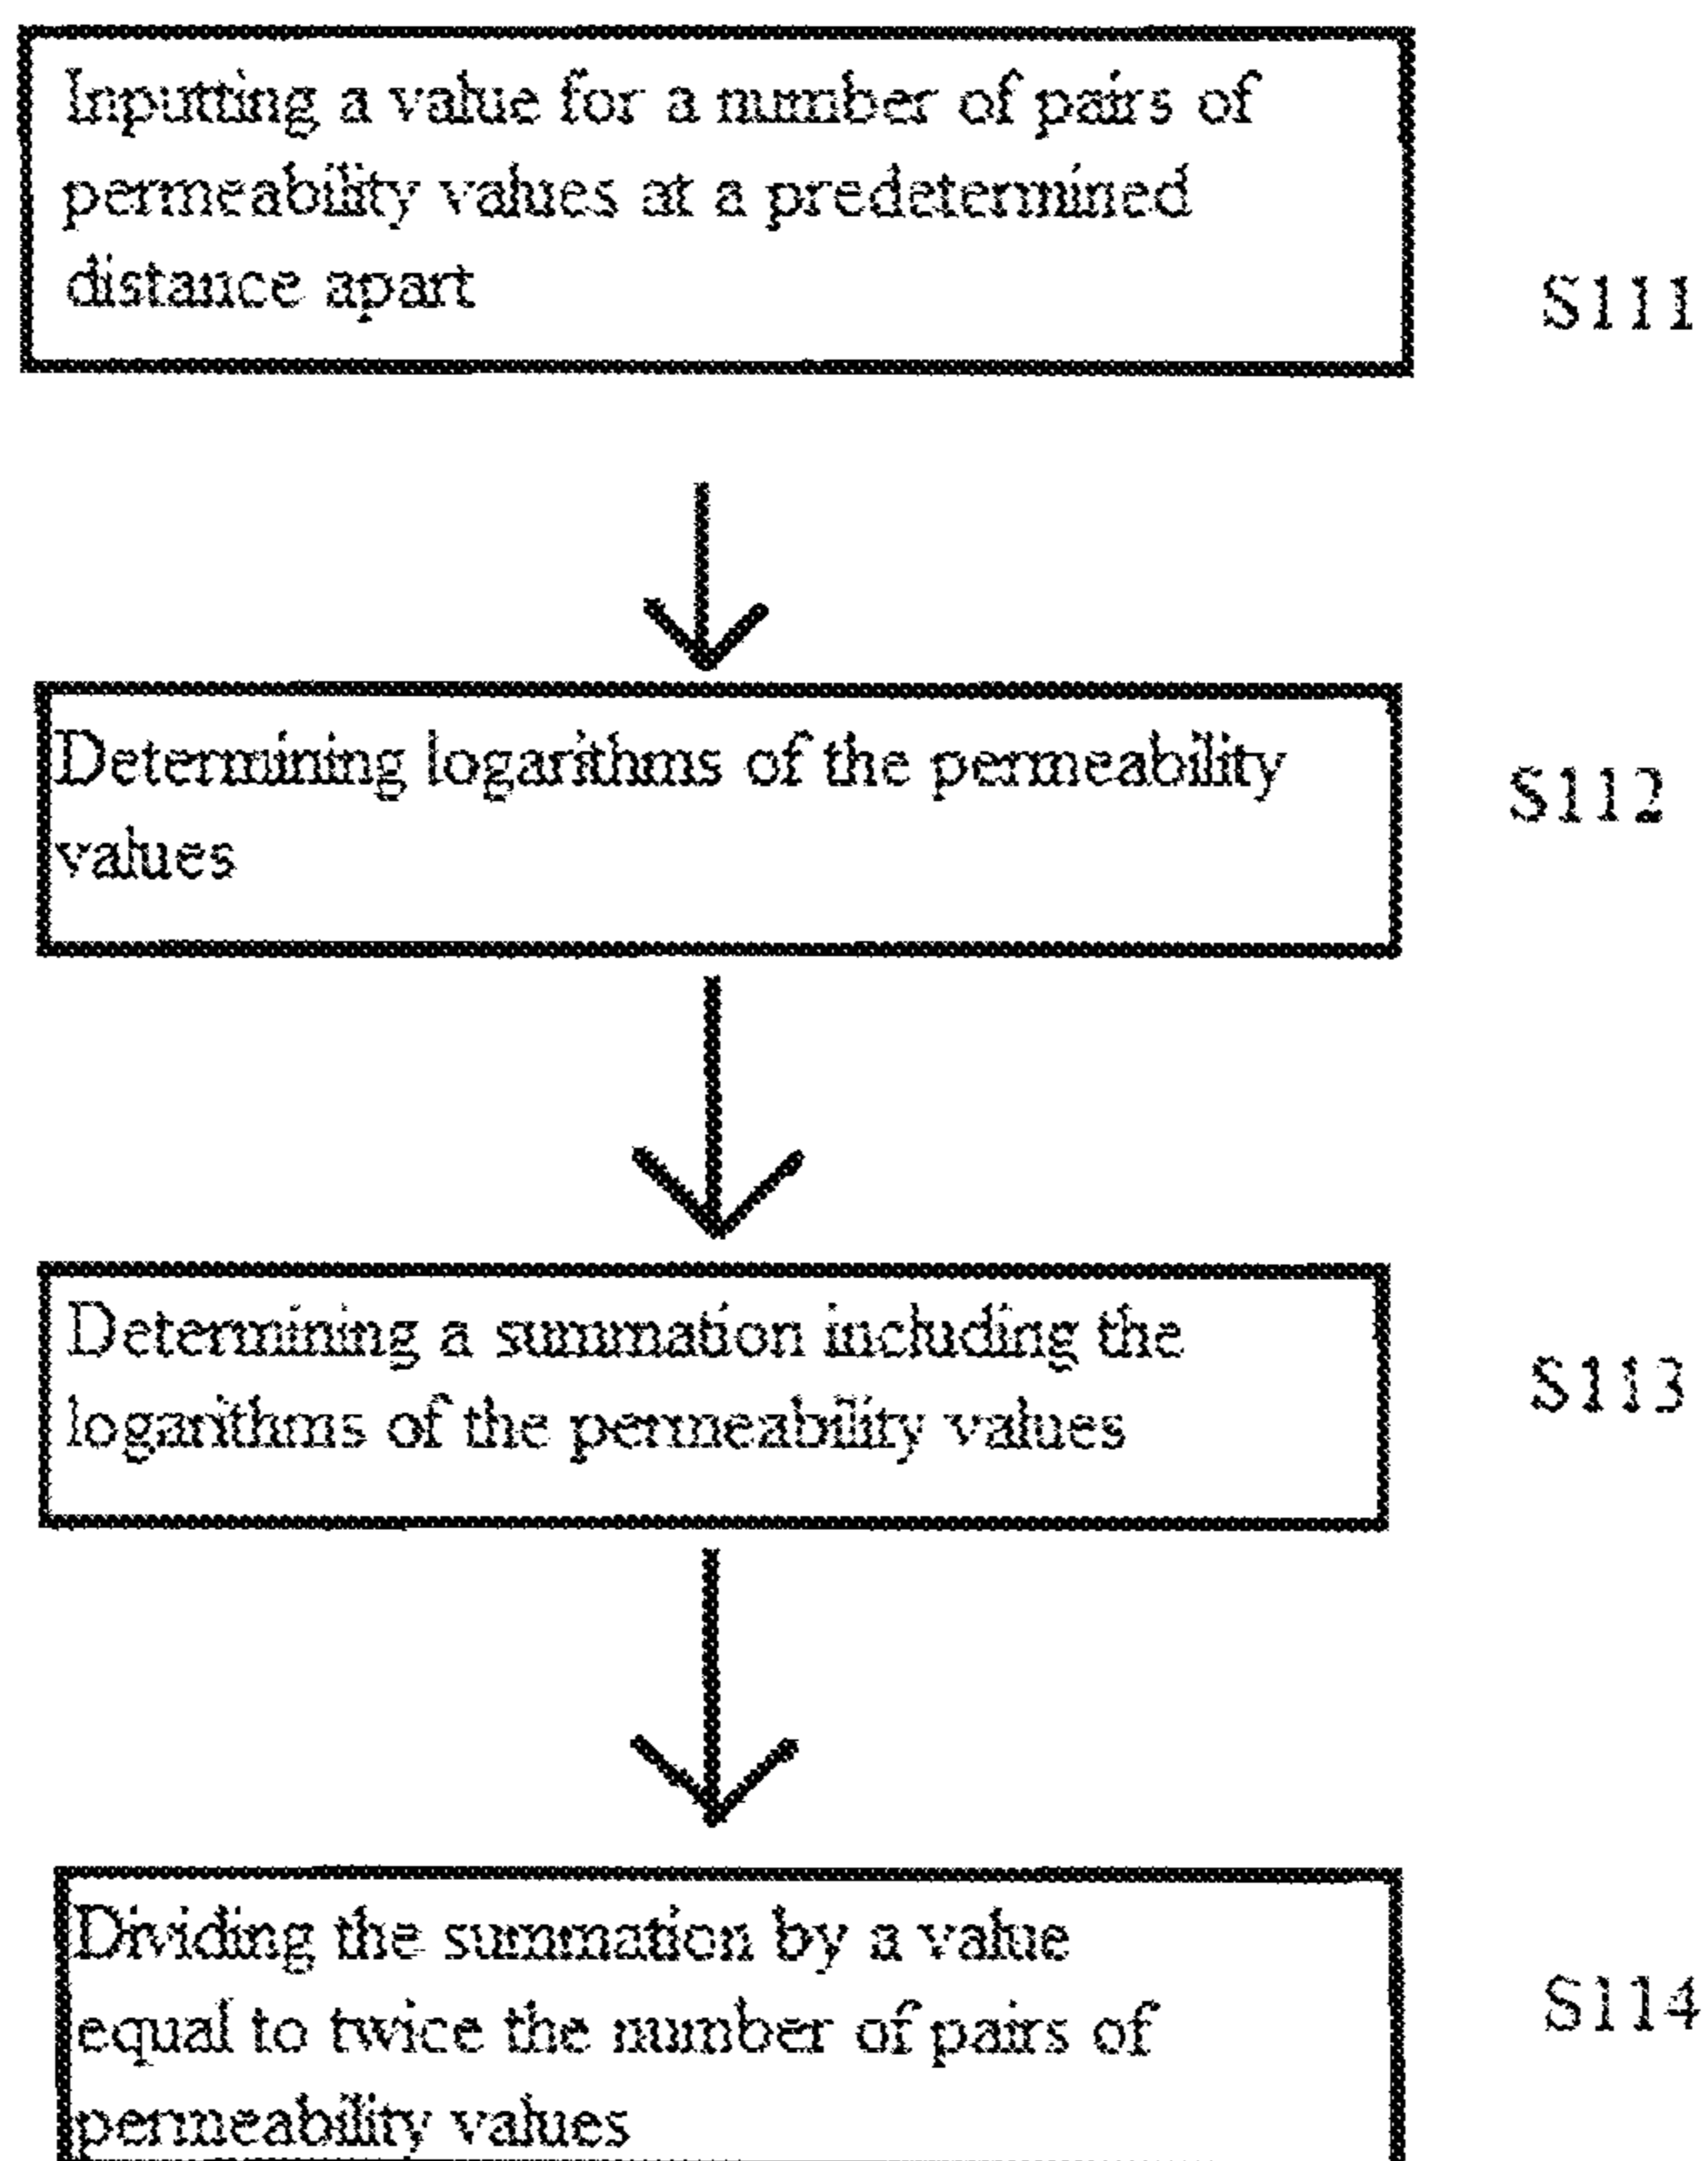 Inputting a value for a number of pairs of
permeability values at a predetermined
distance apart
S111
Determining logarithms of the permeability
values
S112
Determining a summation including the
logarithms of the permeability values
S113
Dividing the summation by a value
equal to twice the number of pairs of
permeability values
S114